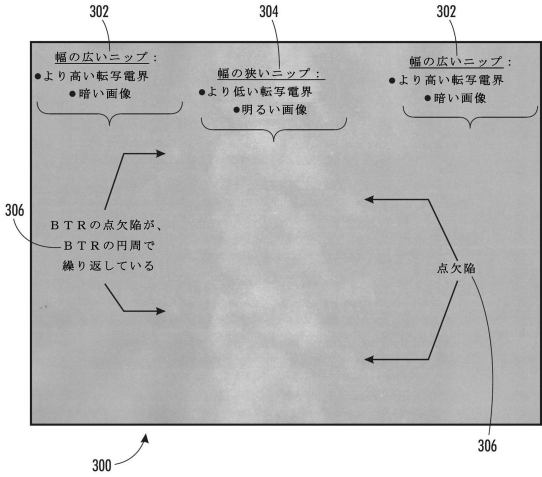 302
304
302
幅の広いニップ：
●より高い転写電界
●暗い画像
幅の狭いニップ：
●より低い転写電界
●明るい画像
幅の広いニップ：
●より高い転写電界
●暗い画像
306
ＢＴＲの点欠陥が、
ＢＴＲの円周で
繰り返している
点欠陥
306
300